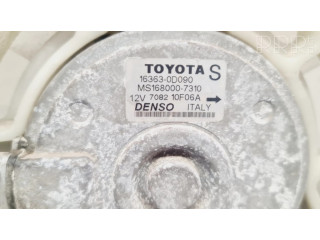 TOYOTA S
16363-0D090
MS168000-7310
12V 7082 10F06A
DENSO ITALY